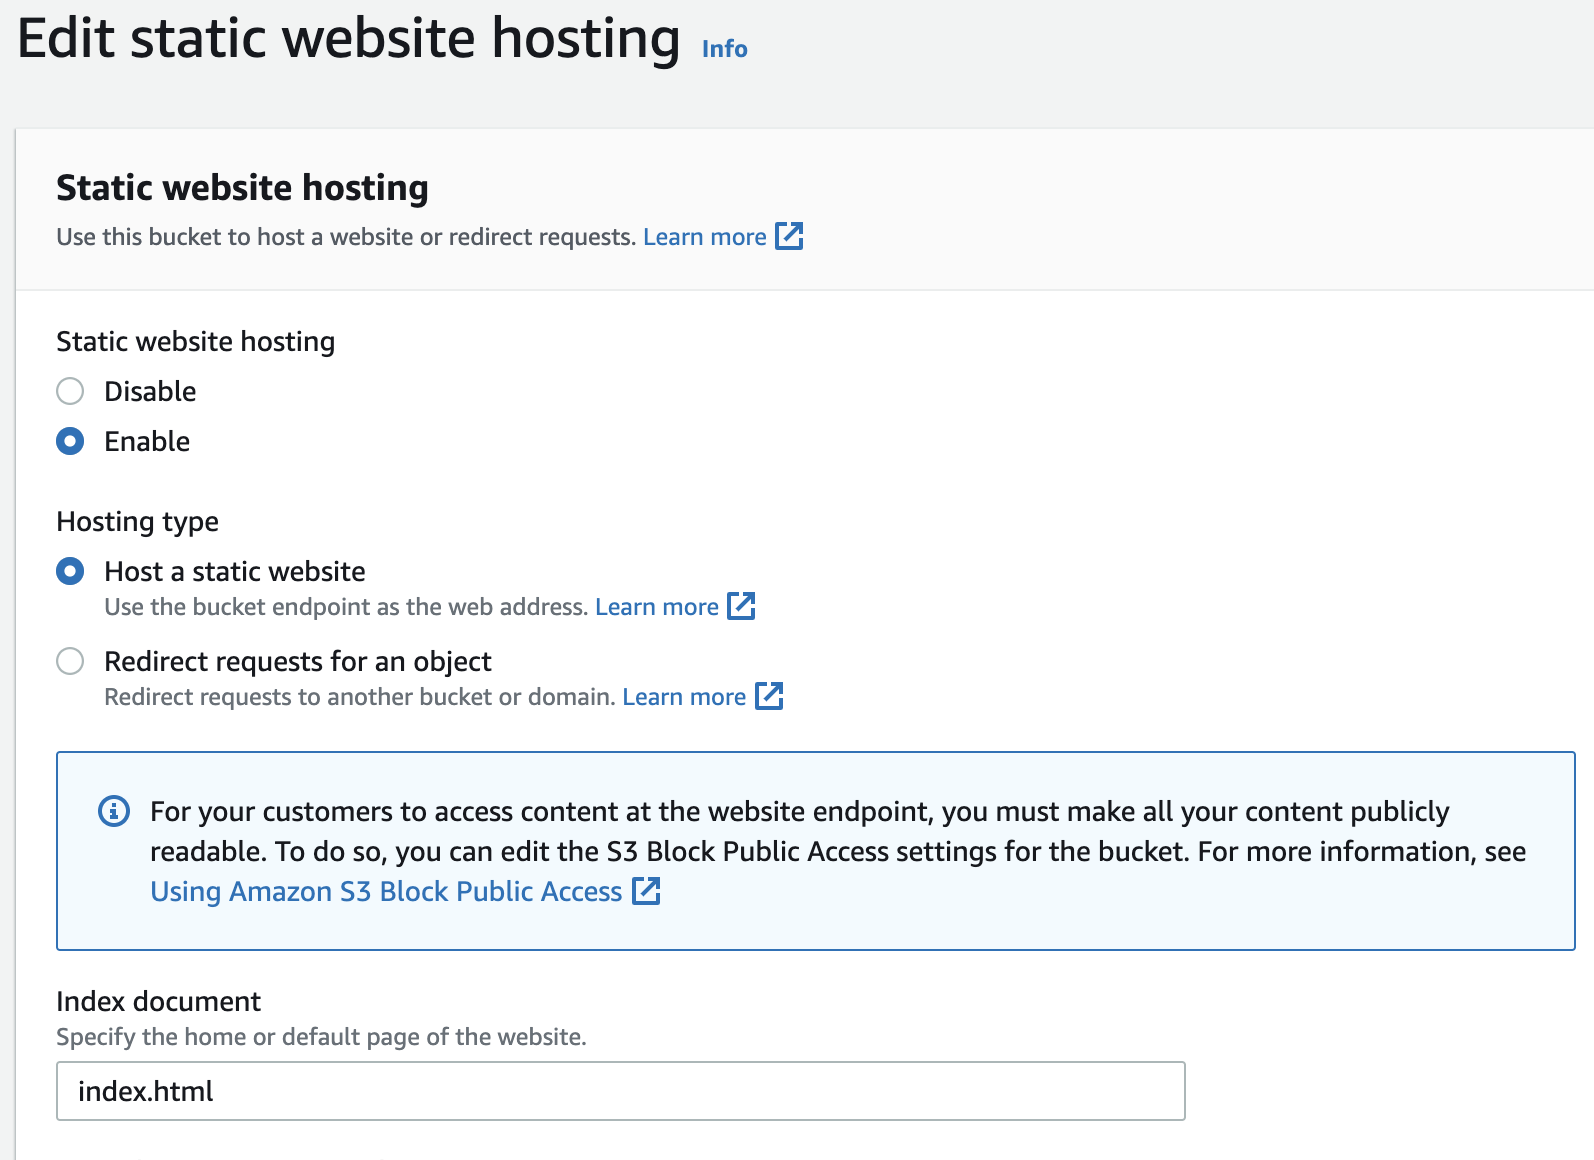 Edit static website hosting Info
Static website hosting
Use this bucket to host a website or redirect requests. Learn more
Static website hosting
Disable
Enable
Hosting type
Host a static website
Use the bucket endpoint as the web address. Learn more
Redirect requests for an object
Redirect requests to another bucket or domain. Learn more
For your customers to access content at the website endpoint, you must make all your content publicly
readable. To do so, you can edit the S3 Block Public Access settings for the bucket. For more information, see
Using Amazon S3 Block Public Access
Index document
Specify the home or default page of the website.
index.html